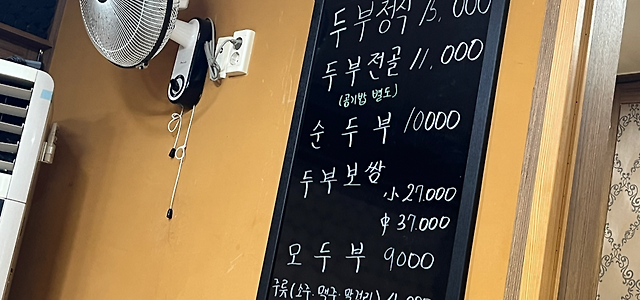 두부정식 15,000
두부전골 11,000
(공기밥 별도)
순두부 10000
두부보쌈
小 27.000
中 37.000
모두부 9000
주류(소주.맥주.막걸리) 4,000